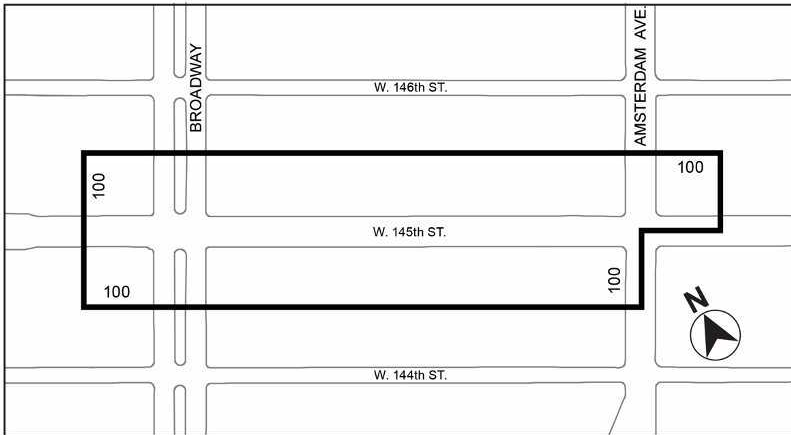 W. 146th ST.
BROADWAY
AMSTERDAM AVE.
100
100
W. 145th ST.
100
100
N
W. 144th ST.